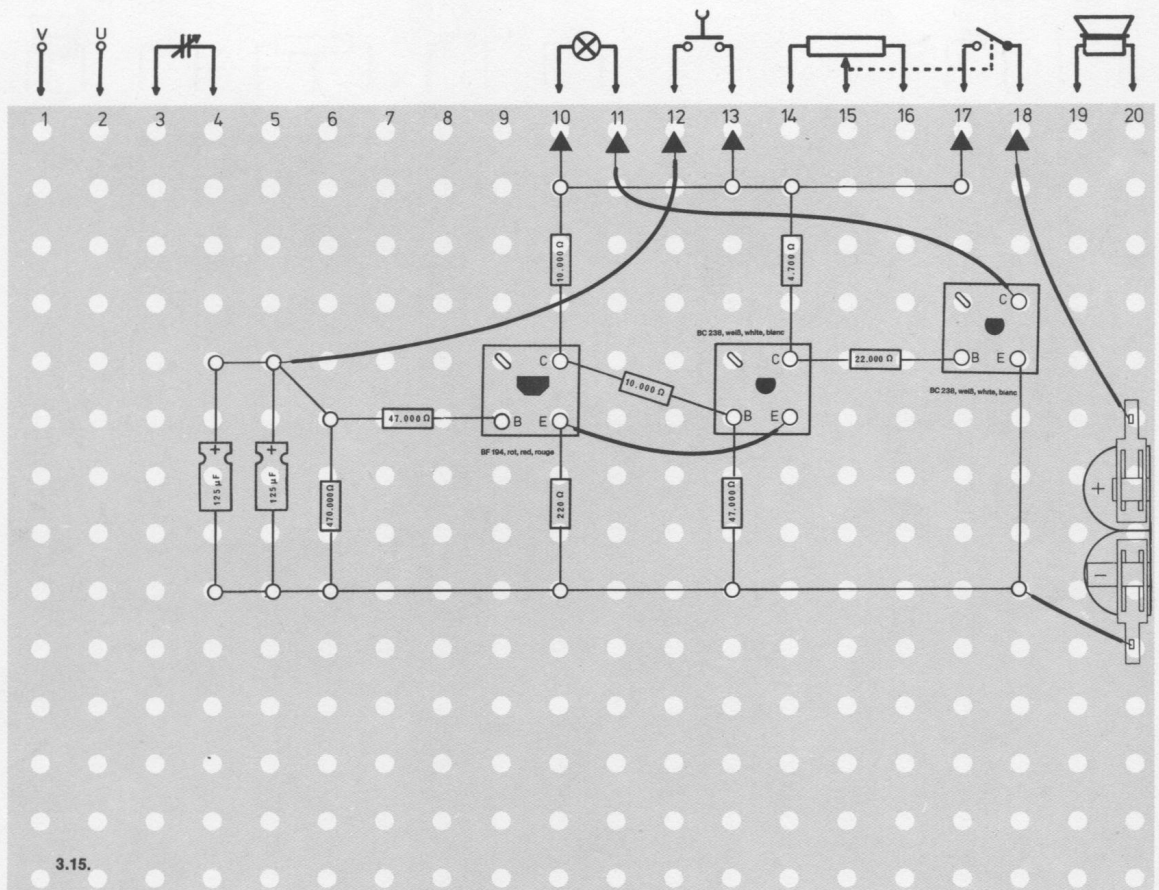 V U
1 2 3 4 5 6 7 8 9 10 11 12 13 14 15 16 17 18 19 20
10.000 Ω
4.700 Ω
C
BC 238, weiß, white, blanc
C
C
22.000 Ω
B E
10.000 Ω
BC 238, weiß, white, blanc
47.000 Ω
B E
B E
BF 194, rot, red, rouge
+
+
125 µF
125 µF
470.000 Ω
220 Ω
47.000 Ω
+
−
3.15.